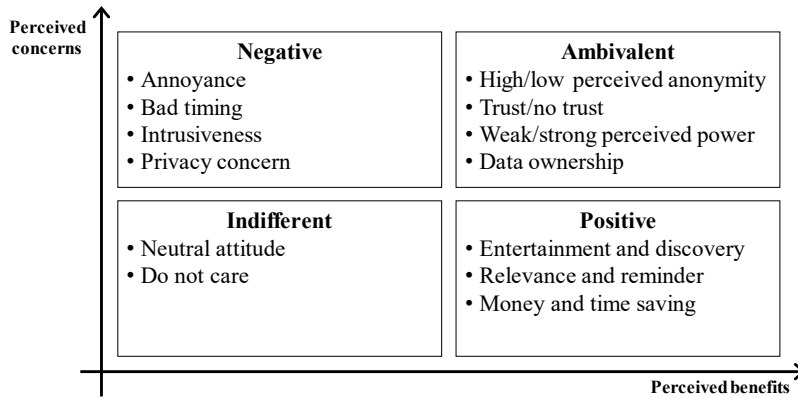 Perceived
concerns
Negative
• Annoyance
• Bad timing
• Intrusiveness
• Privacy concern
Ambivalent
• High/low perceived anonymity
• Trust/no trust
• Weak/strong perceived power
• Data ownership
Indifferent
• Neutral attitude
• Do not care
Positive
• Entertainment and discovery
• Relevance and reminder
• Money and time saving
Perceived benefits